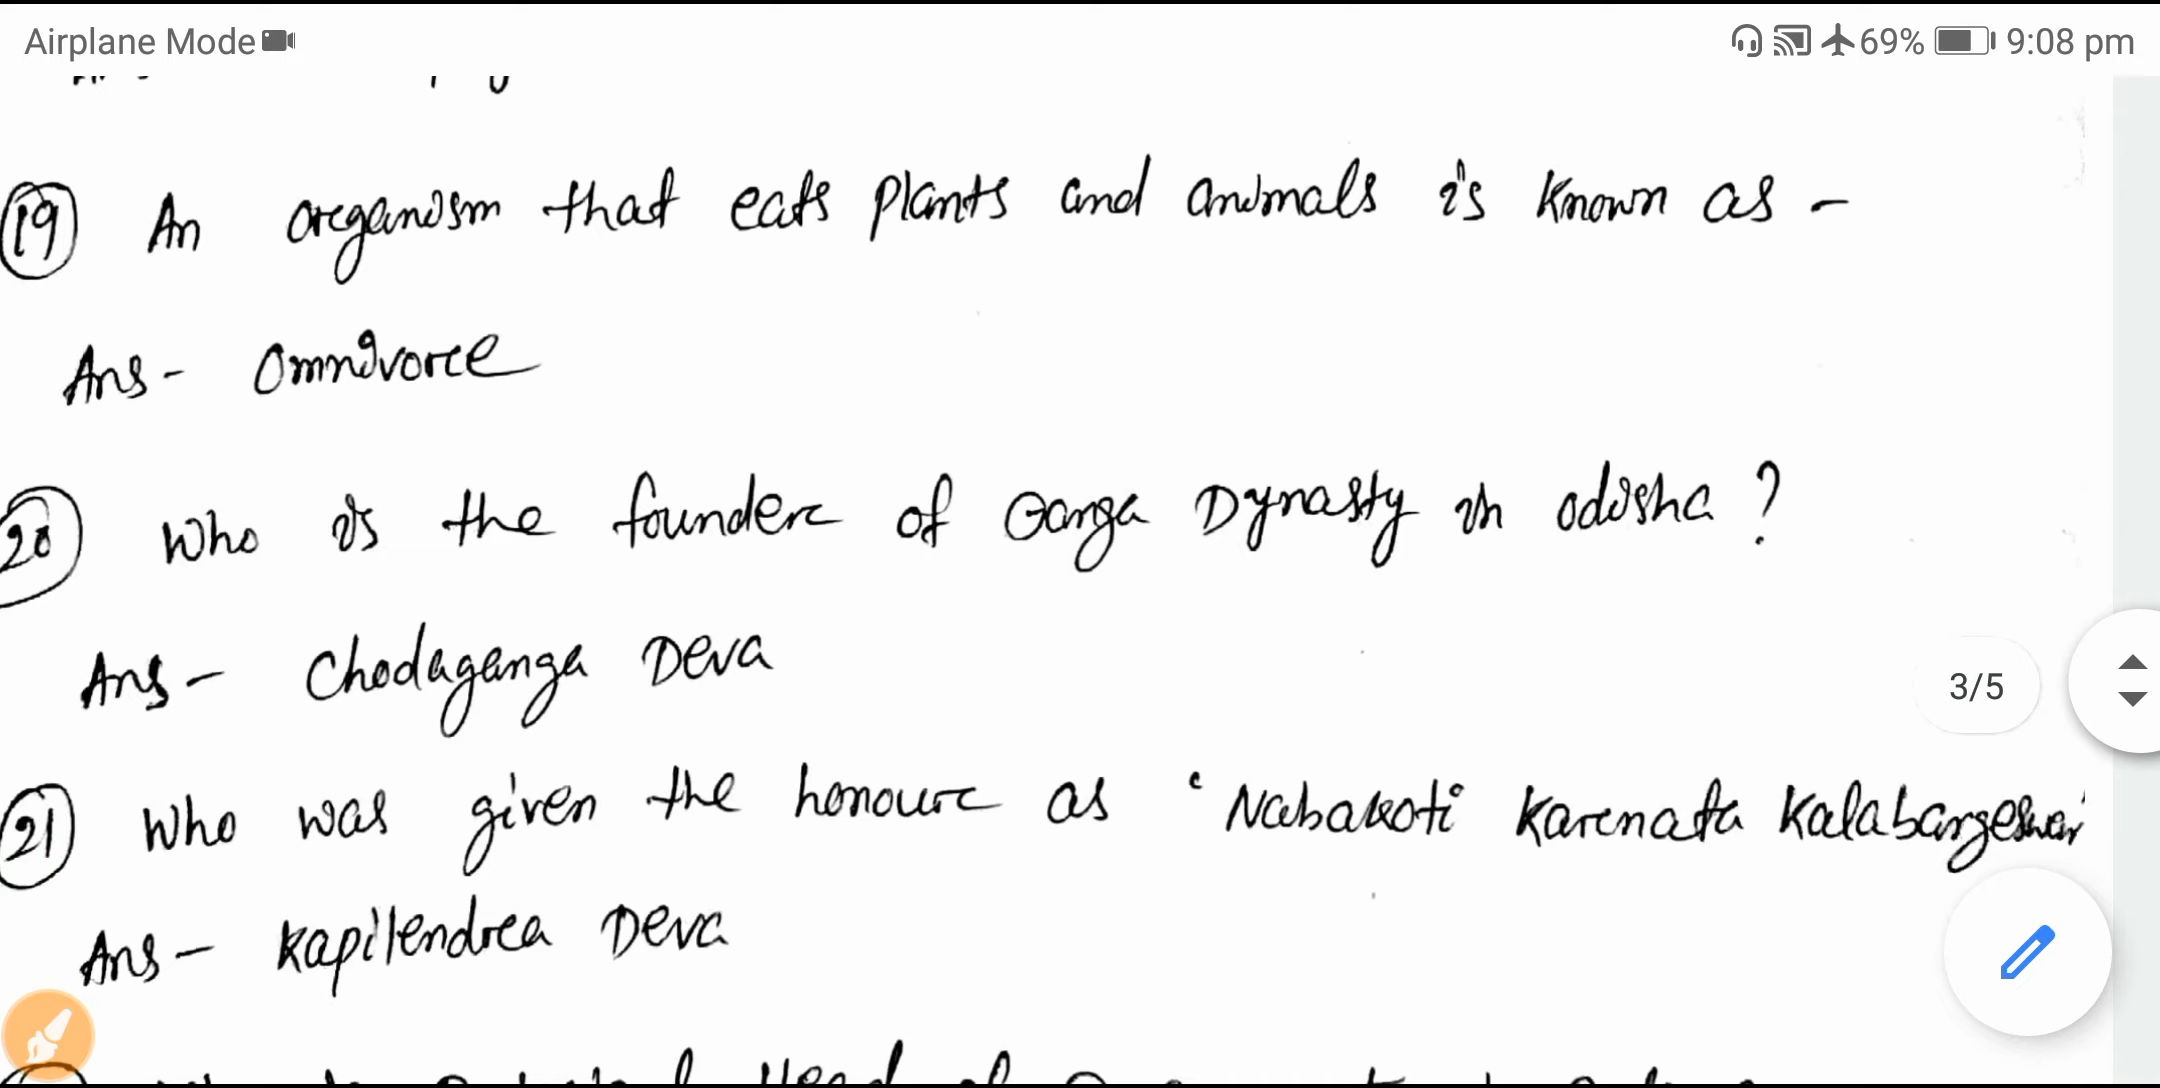 Airplane Mode 69% 9:08 pm
19 An organism that eats plants and animals is known as -
Ans - Omnivore
20 Who is the founder of Ganga Dynasty in odisha ?
Ans - Chodaganga Deva
3/5
21 Who was given the honour as 'Nabakoti Karnata Kalabargeswar'
Ans - Kapilendra Deva